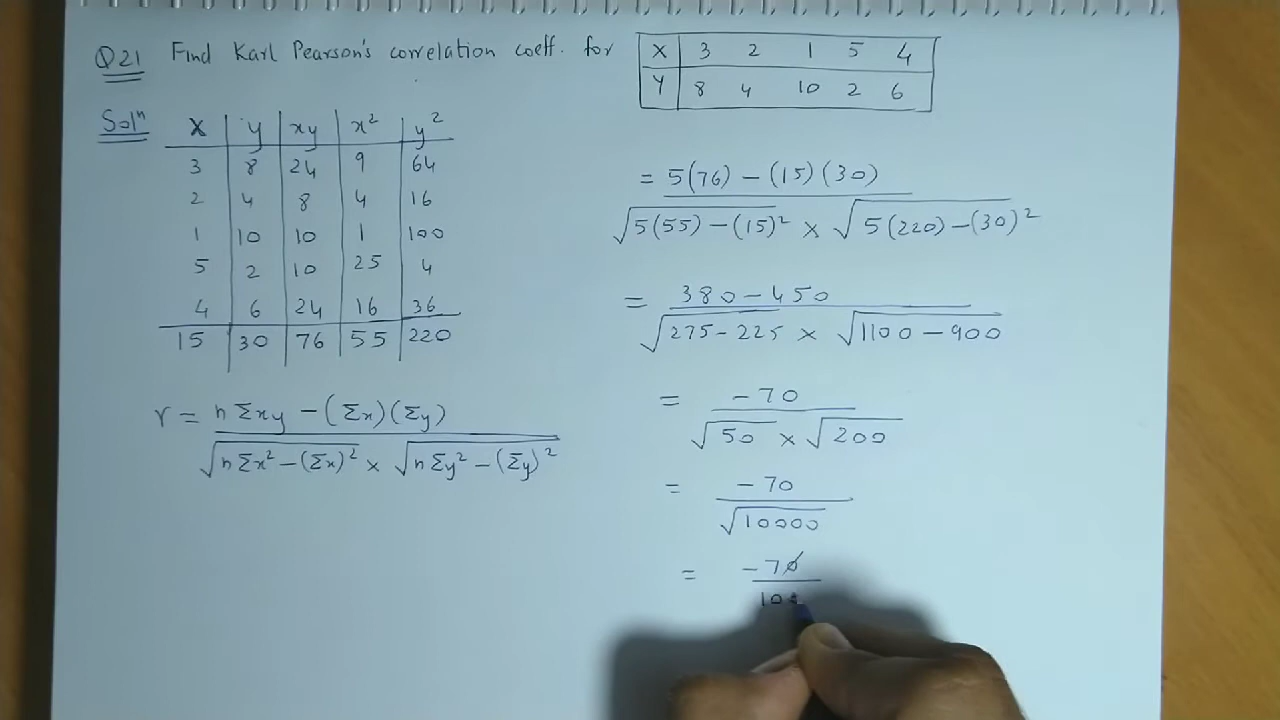 Q21 Find Karl Pearson's correlation coeff. for
X 3 2 1 5 4
Y 8 4 10 2 6
Solⁿ
x y xy x² y²
3 8 24 9 64
2 4 8 4 16
1 10 10 1 100
5 2 10 25 4
4 6 24 16 36
15 30 76 55 220
r = nΣxy − (Σx)(Σy)
√nΣx² − (Σx)² × √nΣy² − (Σy)²
= 5(76) − (15)(30)
√5(55) − (15)² × √5(220) − (30)²
= 380 − 450
√275 − 225 × √1100 − 900
= −70
√50 × √200
= −70
√10000
= −70
100